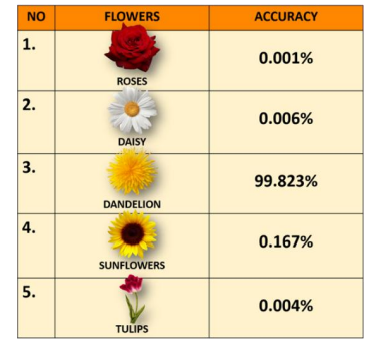 NO FLOWERS ACCURACY
1. ROSES 0.001%
2. DAISY 0.006%
3. DANDELION 99.823%
4. SUNFLOWERS 0.167%
5. TULIPS 0.004%